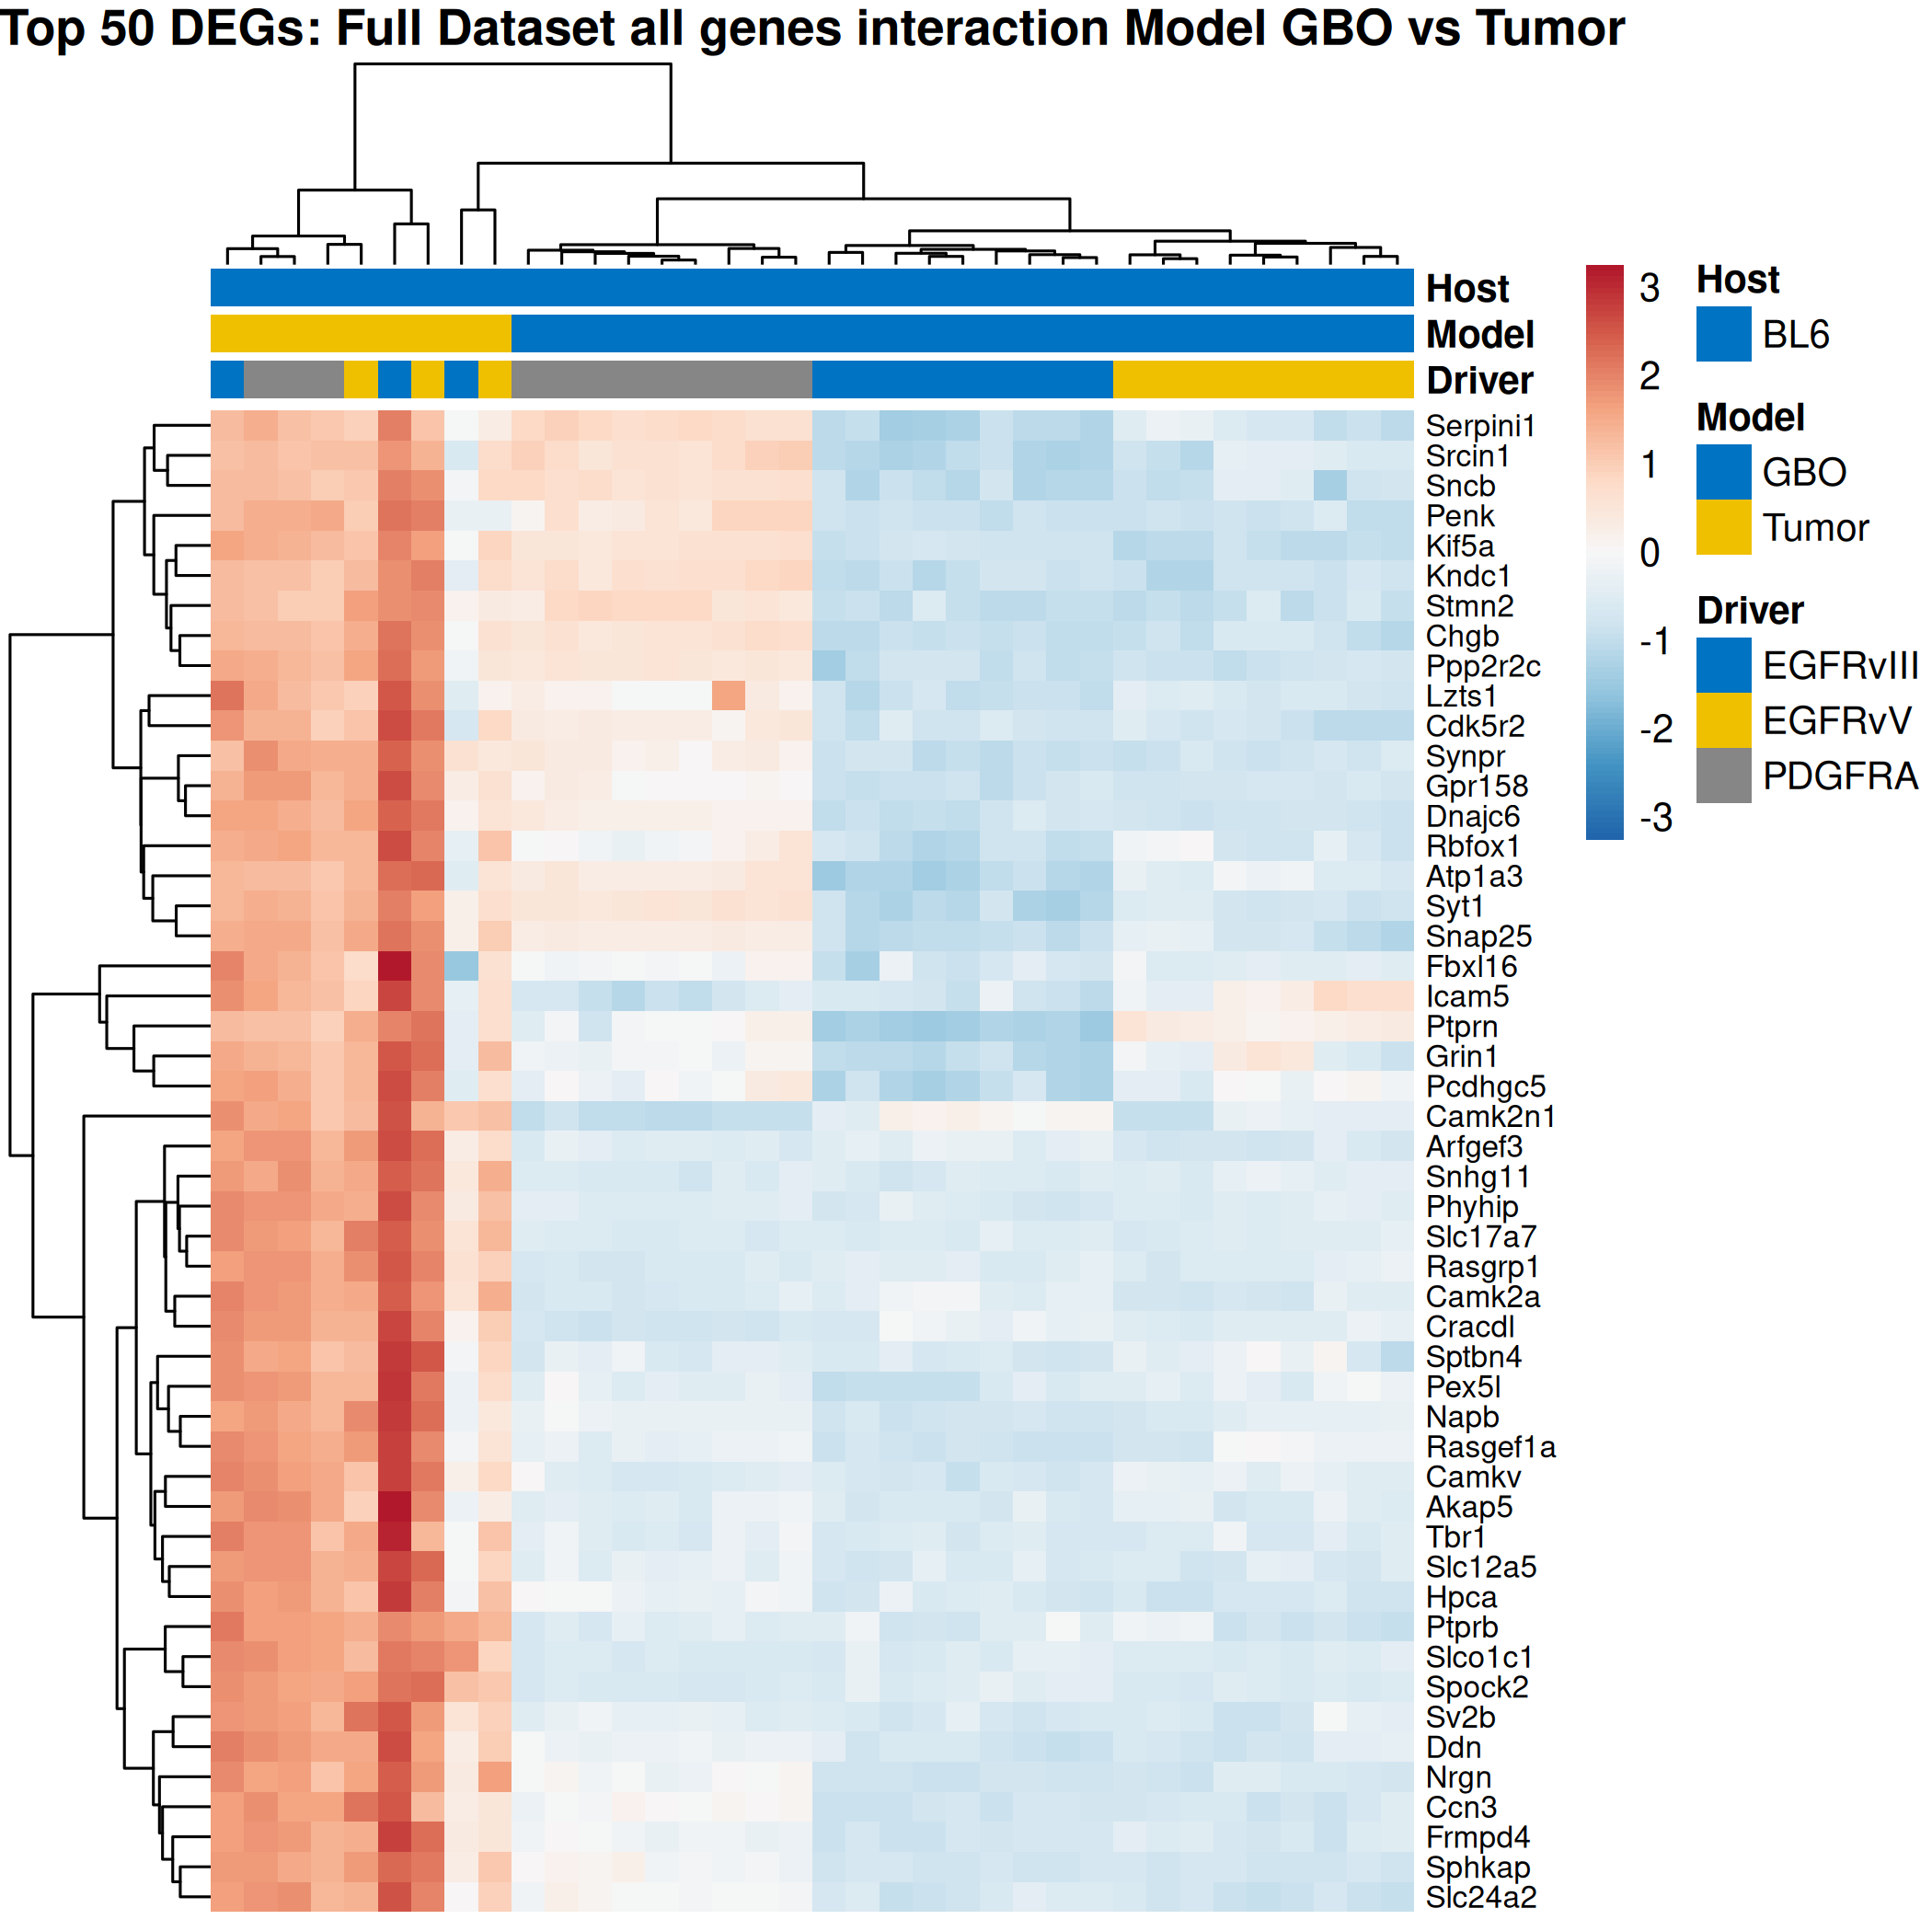 Top 50 DEGs: Full Dataset all genes interaction Model GBO vs Tumor
Host
Model
Driver
Serpini1
Srcin1
Sncb
Penk
Kif5a
Kndc1
Stmn2
Chgb
Ppp2r2c
Lzts1
Cdk5r2
Synpr
Gpr158
Dnajc6
Rbfox1
Atp1a3
Syt1
Snap25
Fbxl16
Icam5
Ptprn
Grin1
Pcdhgc5
Camk2n1
Arfgef3
Snhg11
Phyhip
Slc17a7
Rasgrp1
Camk2a
Cracdl
Sptbn4
Pex5l
Napb
Rasgef1a
Camkv
Akap5
Tbr1
Slc12a5
Hpca
Ptprb
Slco1c1
Spock2
Sv2b
Ddn
Nrgn
Ccn3
Frmpd4
Sphkap
Slc24a2
3
2
1
0
-1
-2
-3
Host
BL6
Model
GBO
Tumor
Driver
EGFRvIII
EGFRvV
PDGFRA